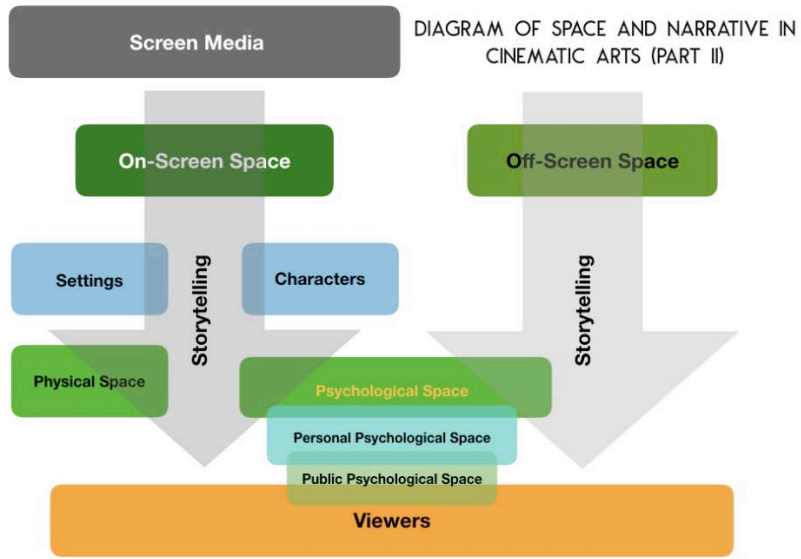 Screen Media
DIAGRAM OF SPACE AND NARRATIVE IN
CINEMATIC ARTS (PART II)
On-Screen Space
Off-Screen Space
Settings
Characters
Storytelling
Storytelling
Physical Space
Psychological Space
Personal Psychological Space
Public Psychological Space
Viewers